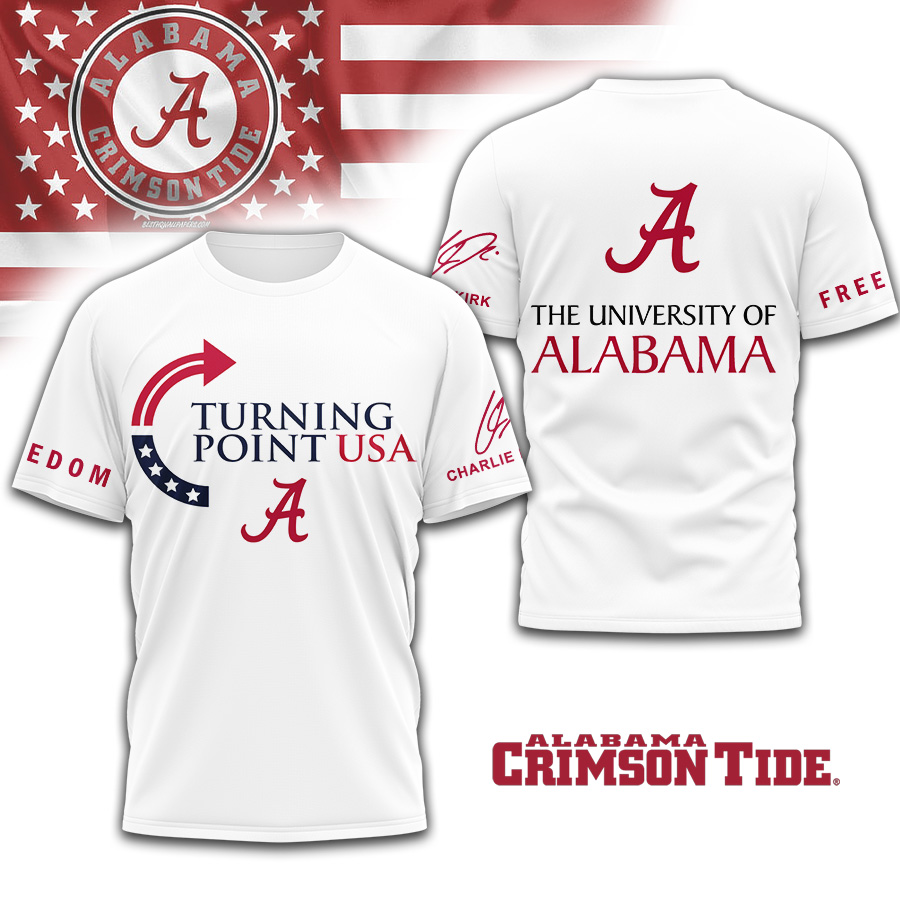 ALABAMA
A
CRIMSON TIDE
A
THE UNIVERSITY OF
ALABAMA
KIRK
FREE
TURNING
POINT USA
A
EDOM
CHARLIE
ALABAMA
CRIMSON TIDE®